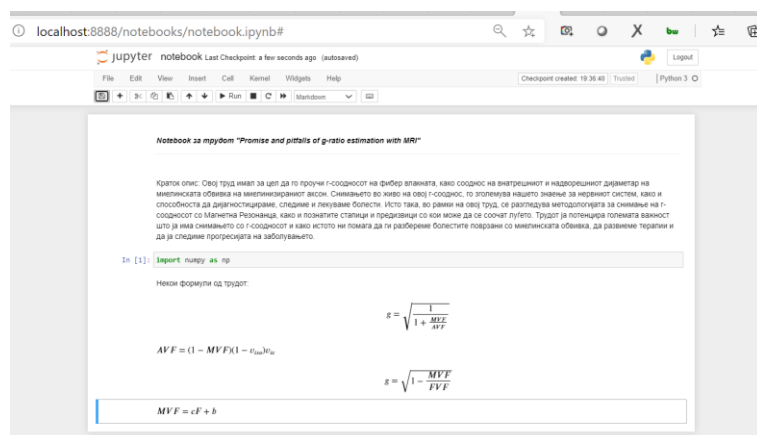 localhost:8888/notebooks/notebook.ipynb#
jupyter notebook Last Checkpoint: a few seconds ago (autosaved)
Logout
File Edit View Insert Cell Kernel Widgets Help
Checkpoint created: 19:36:40 Trusted Python 3
Run Markdown
Notebook за трудот "Promise and pitfalls of g-ratio estimation with MRI"
Краток опис: Овој труд имал за цел да го проучи г-соодносот на фибер влакната, како сооднос на внатрешниот и надворешниот дијаметар на
миелинската обвивка на миелинизираниот аксон. Снимањето во живо на овој г-сооднос, го зголемува нашето знаење за нервниот систем, како и
способноста да дијагностицираме, следиме и лекуваме болести. Исто така, во рамки на овој труд, се разгледува методологијата за снимање на г-
соодносот со Магнетна Резонанца, како и познатите стапици и предизвици со кои може да се соочат луѓето. Трудот ја потенцира големата важност
што ја има снимањето со г-соодносот и како истото ни помага да ги разбереме болестите поврзани со миелинската обвивка, да развиеме терапии и
да ја следиме прогресијата на заболувањето.
In [1]: import numpy as np
Некои формули од трудот:
g = √(1 / (1 + MVF/AVF))
AVF = (1 − MVF)(1 − v_iso)v_ic
g = √(1 − MVF/FVF)
MVF = cF + b